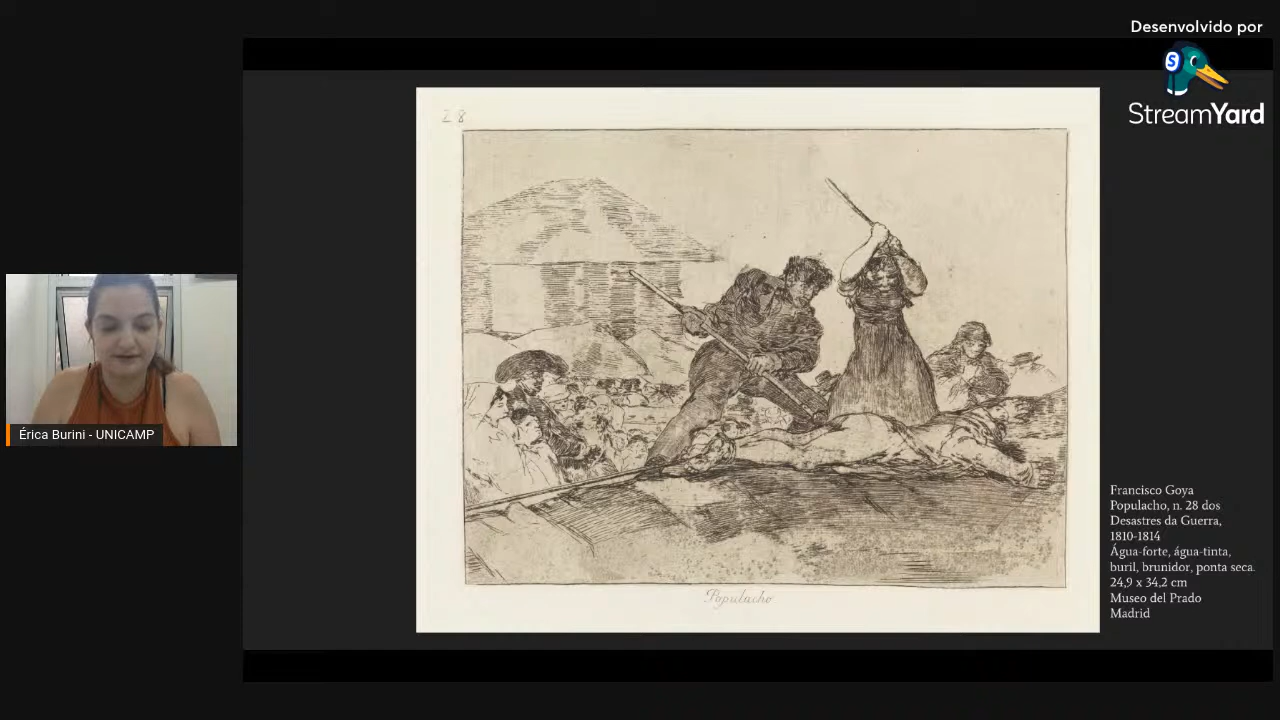 Desenvolvido por
StreamYard
28
Populacho
Érica Burini - UNICAMP
Francisco Goya
Populacho, n. 28 dos
Desastres da Guerra,
1810-1814
Água-forte, água-tinta,
buril, brunidor, ponta seca.
24,9 x 34,2 cm
Museo del Prado
Madrid